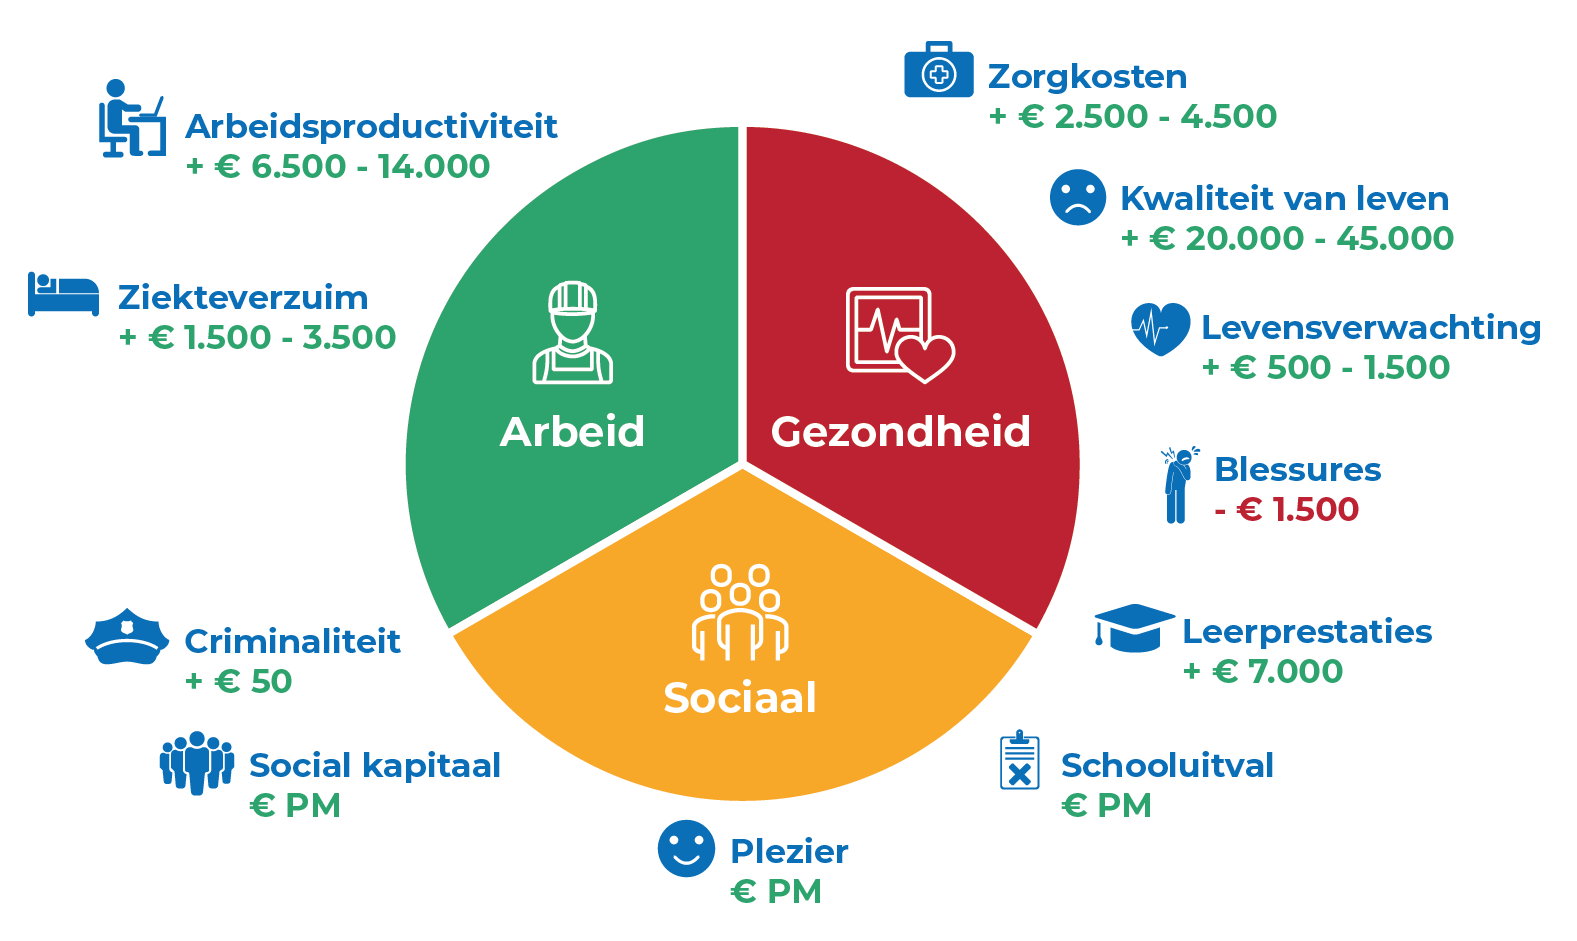 Arbeidsproductiviteit
+ € 6.500 - 14.000
Ziekteverzuim
+ € 1.500 - 3.500
Arbeid
Zorgkosten
+ € 2.500 - 4.500
Kwaliteit van leven
+ € 20.000 - 45.000
Levensverwachting
+ € 500 - 1.500
Blessures
- € 1.500
Gezondheid
Sociaal
Criminaliteit
+ € 50
Social kapitaal
€ PM
Plezier
€ PM
Leerprestaties
+ € 7.000
Schooluitval
€ PM